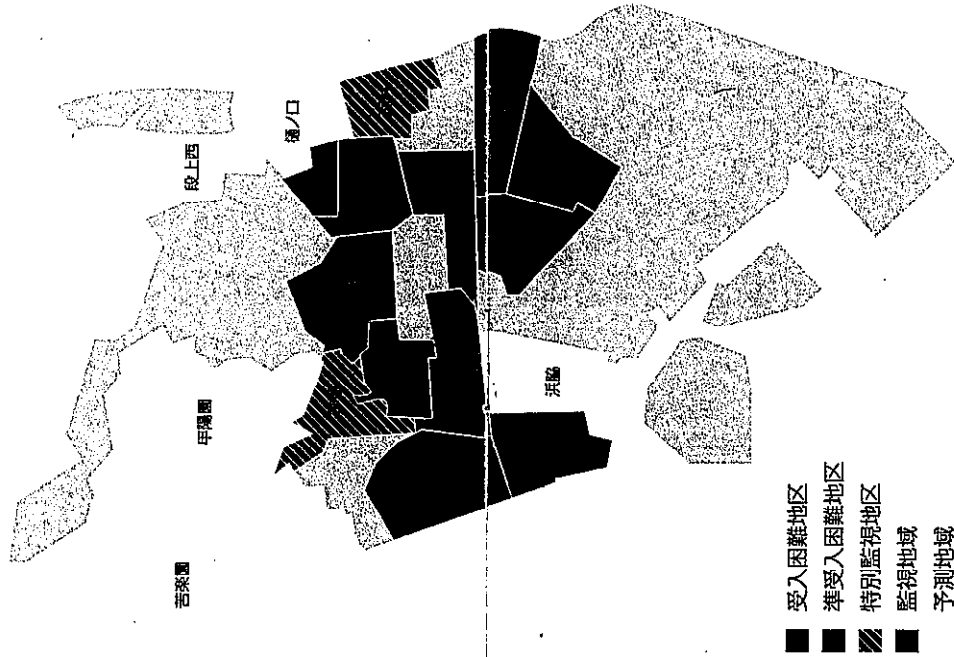 苦楽園
甲陽園
段上西
樋ノ口
浜脇
受入困難地区
準受入困難地区
特別監視地区
監視地域
予測地域